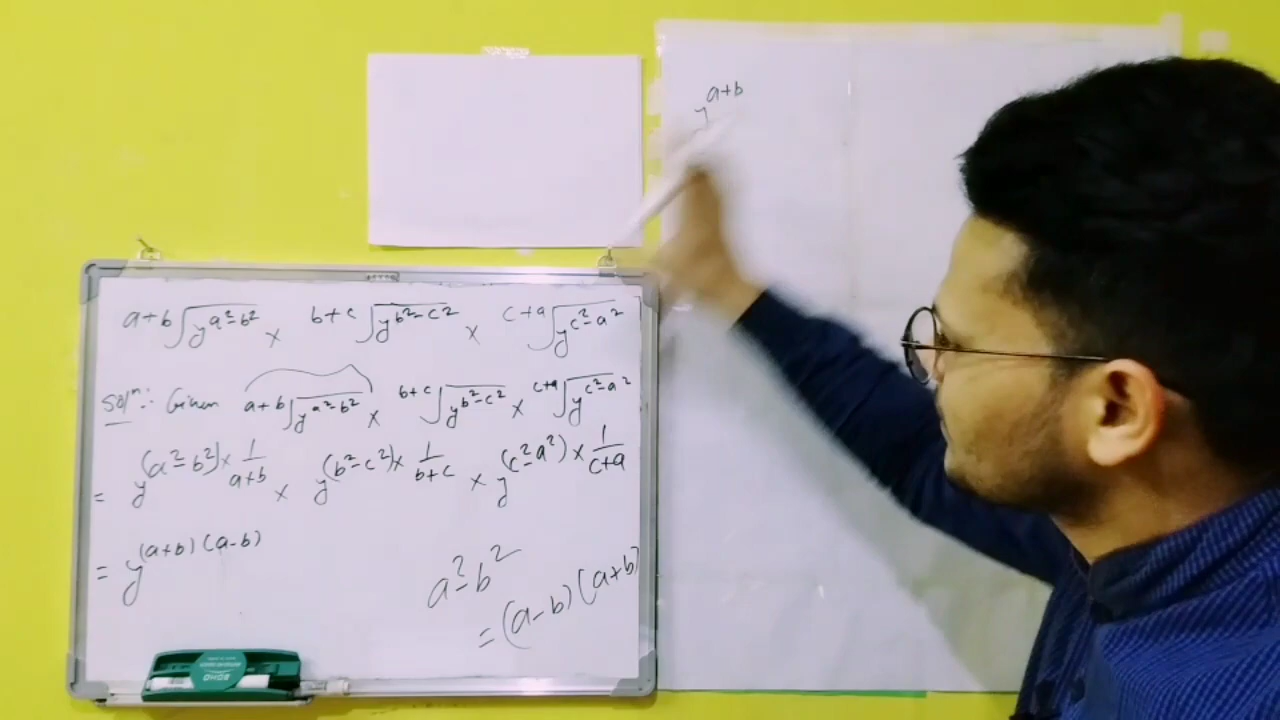 y^(a+b)
^(a+b)√(y^(a²-b²)) × ^(b+c)√(y^(b²-c²)) × ^(c+a)√(y^(c²-a²))
Solⁿ: Given ^(a+b)√(y^(a²-b²)) × ^(b+c)√(y^(b²-c²)) × ^(c+a)√(y^(c²-a²))
= y^((a²-b²)×1/(a+b)) × y^((b²-c²)×1/(b+c)) × y^((c²-a²)×1/(c+a))
= y^((a+b)(a-b))
a²-b²
= (a-b)(a+b)